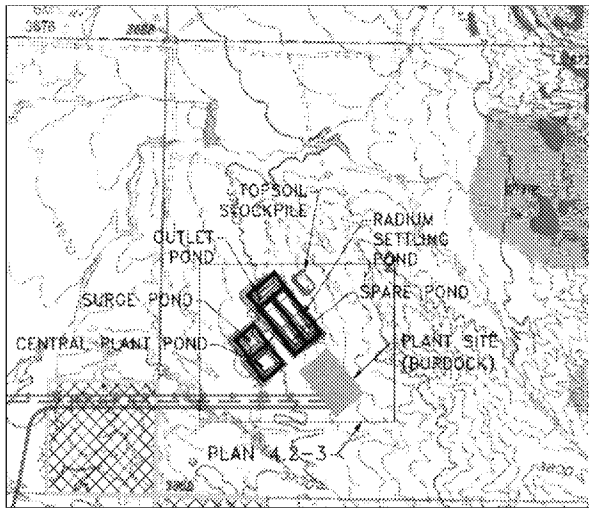 TOPSOIL
STOCKPILE
RADIUM
SETTLING
POND
OUTLET
POND
SURGE POND
SPARE POND
CENTRAL PLANT POND
PLANT SITE
(BURDOCK)
PLAN 4.2-3